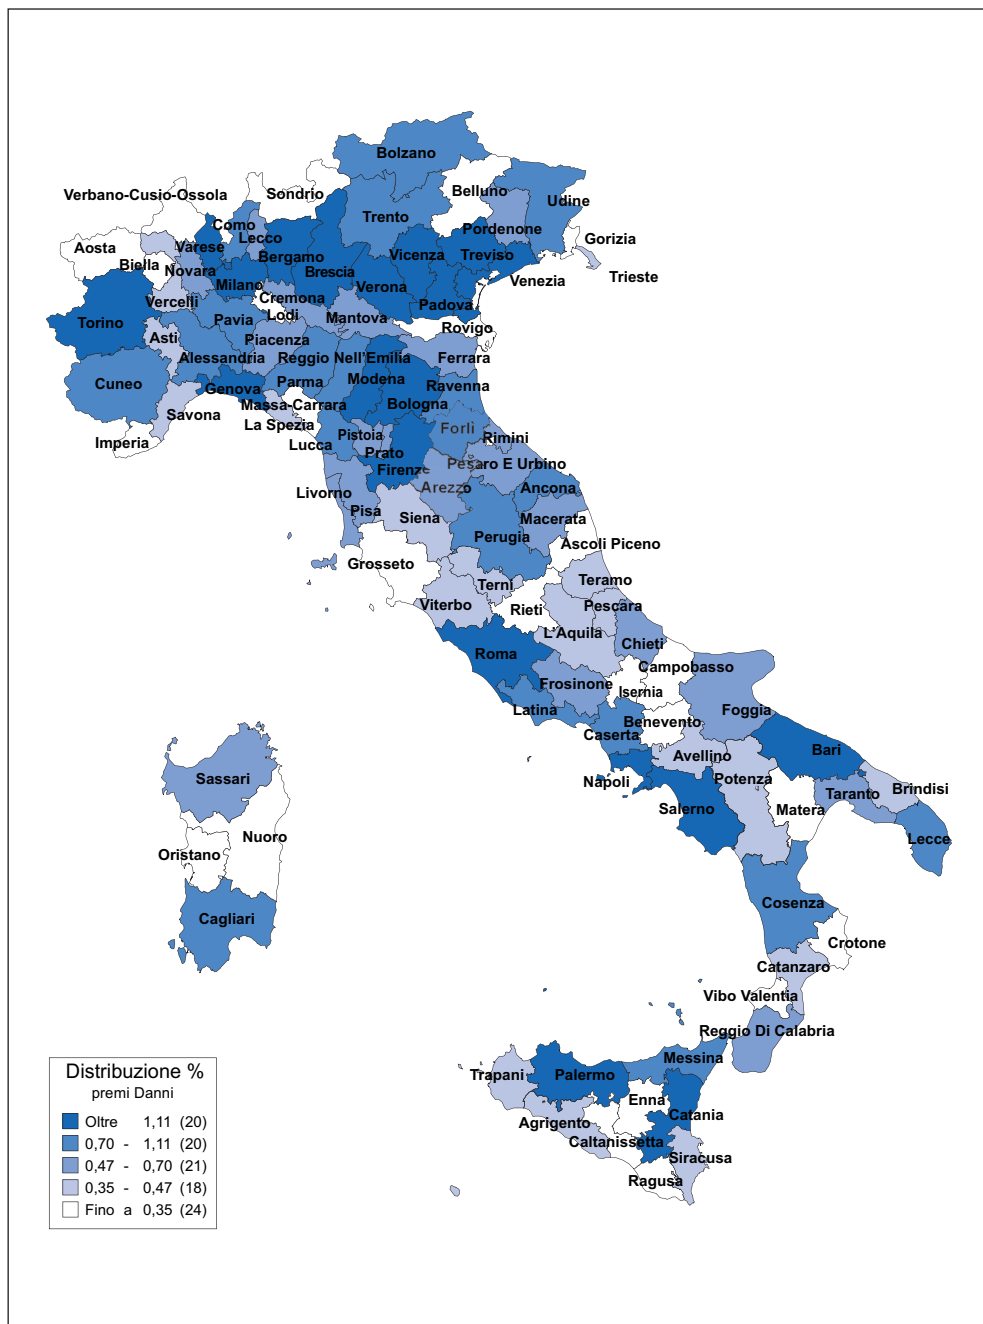 Bolzano
Verbano-Cusio-Ossola
Sondrio
Belluno
Udine
Trento
Como
Pordenone
Lecco
Gorizia
Aosta
Varese
Vicenza
Treviso
Bergamo
Biella
Novara
Brescia
Trieste
Milano
Verona
Venezia
Cremona
Vercelli
Padova
Lodi
Mantova
Torino
Pavia
Rovigo
Asti
Piacenza
Alessandria
Reggio Nell'Emilia
Ferrara
Cuneo
Parma
Modena
Genova
Ravenna
Massa-Carrara
Bologna
Savona
La Spezia
Forlì
Pistoia
Rimini
Imperia
Lucca
Prato
Firenze
Pesaro E Urbino
Arezzo
Ancona
Livorno
Pisa
Siena
Macerata
Perugia
Ascoli Piceno
Grosseto
Terni
Teramo
Viterbo
Rieti
Pescara
L'Aquila
Chieti
Roma
Campobasso
Frosinone
Isernia
Latina
Foggia
Benevento
Caserta
Bari
Avellino
Sassari
Potenza
Napoli
Brindisi
Taranto
Salerno
Matera
Nuoro
Lecce
Oristano
Cosenza
Cagliari
Crotone
Catanzaro
Vibo Valentia
Reggio Di Calabria
Messina
Trapani
Palermo
Enna
Catania
Agrigento
Caltanissetta
Siracusa
Ragusa
Distribuzione %
premi Danni
Oltre 1,11 (20)
0,70 - 1,11 (20)
0,47 - 0,70 (21)
0,35 - 0,47 (18)
Fino a 0,35 (24)